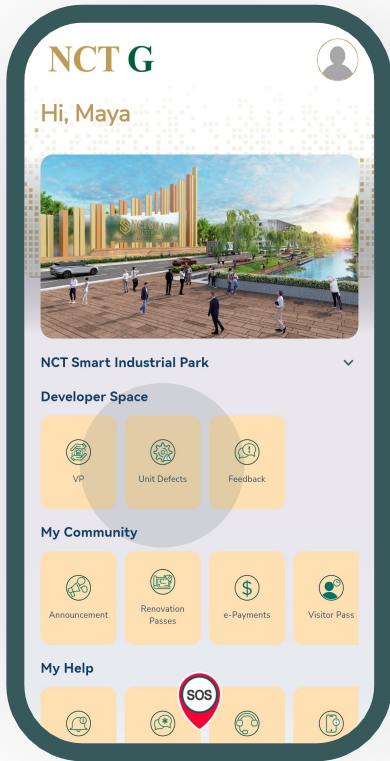 NCT G
Hi, Maya
NCT Smart Industrial Park
Developer Space
VP
Unit Defects
Feedback
My Community
Announcement
Renovation
Passes
e-Payments
Visitor Pass
My Help
SOS